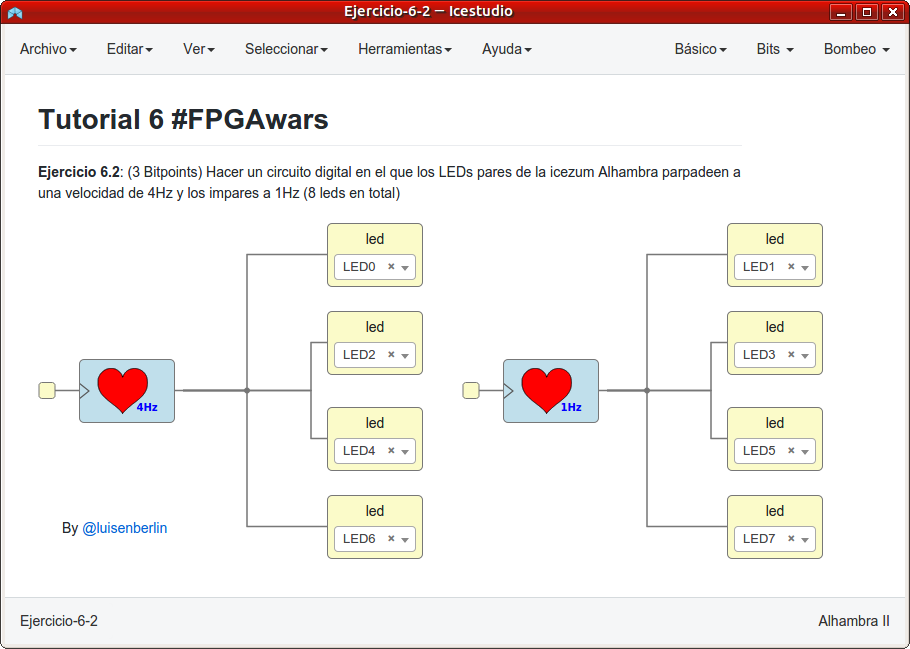 Ejercicio-6-2 — Icestudio
Archivo Editar Ver Seleccionar Herramientas Ayuda Básico Bits Bombeo
Tutorial 6 #FPGAwars
Ejercicio 6.2: (3 Bitpoints) Hacer un circuito digital en el que los LEDs pares de la icezum Alhambra parpadeen a
una velocidad de 4Hz y los impares a 1Hz (8 leds en total)
led
LED0 ×
led
LED2 ×
4Hz
led
LED4 ×
led
LED6 ×
led
LED1 ×
led
LED3 ×
1Hz
led
LED5 ×
led
LED7 ×
By @luisenberlin
Ejercicio-6-2
Alhambra II